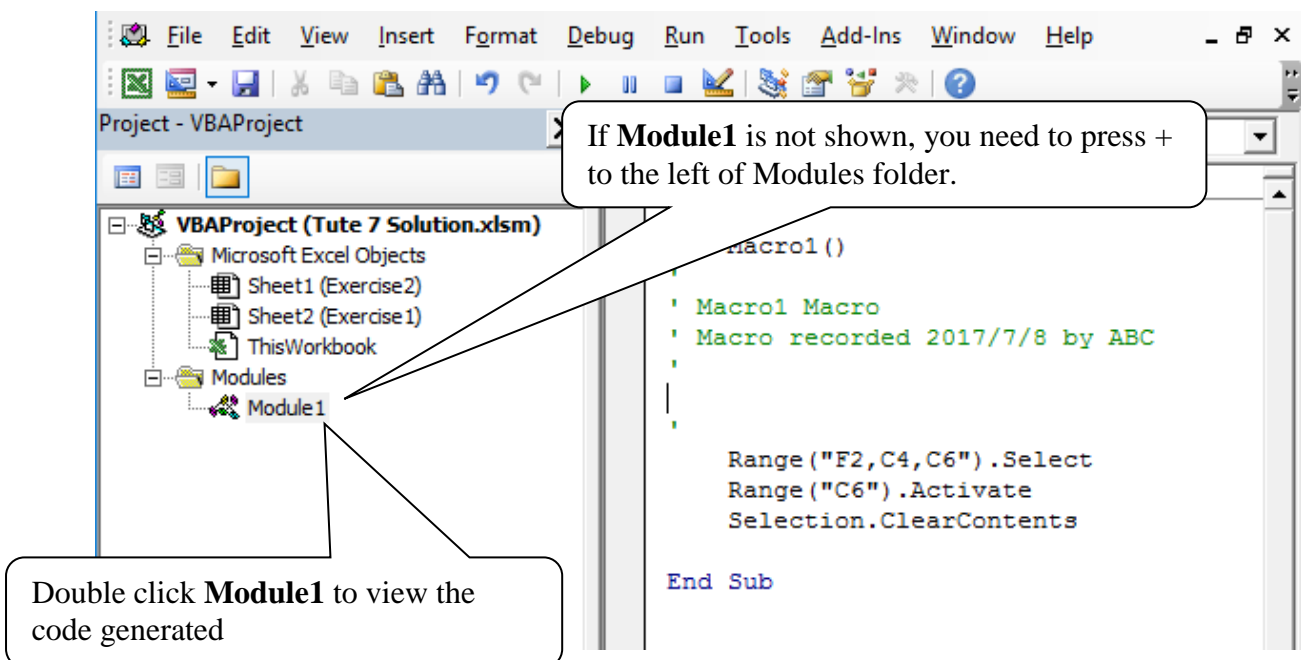 File Edit View Insert Format Debug Run Tools Add-Ins Window Help
Project - VBAProject
If Module1 is not shown, you need to press +
to the left of Modules folder.
VBAProject (Tute 7 Solution.xlsm)
Microsoft Excel Objects
Sheet1 (Exercise2)
Sheet2 (Exercise1)
ThisWorkbook
Modules
Module1
Double click Module1 to view the
code generated
Macro1()
'
' Macro1 Macro
' Macro recorded 2017/7/8 by ABC
'
'
Range("F2,C4,C6").Select
Range("C6").Activate
Selection.ClearContents
End Sub